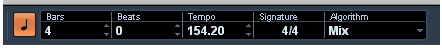 Bars Beats Tempo Signature Algorithm
4 0 154.20 4/4 Mix